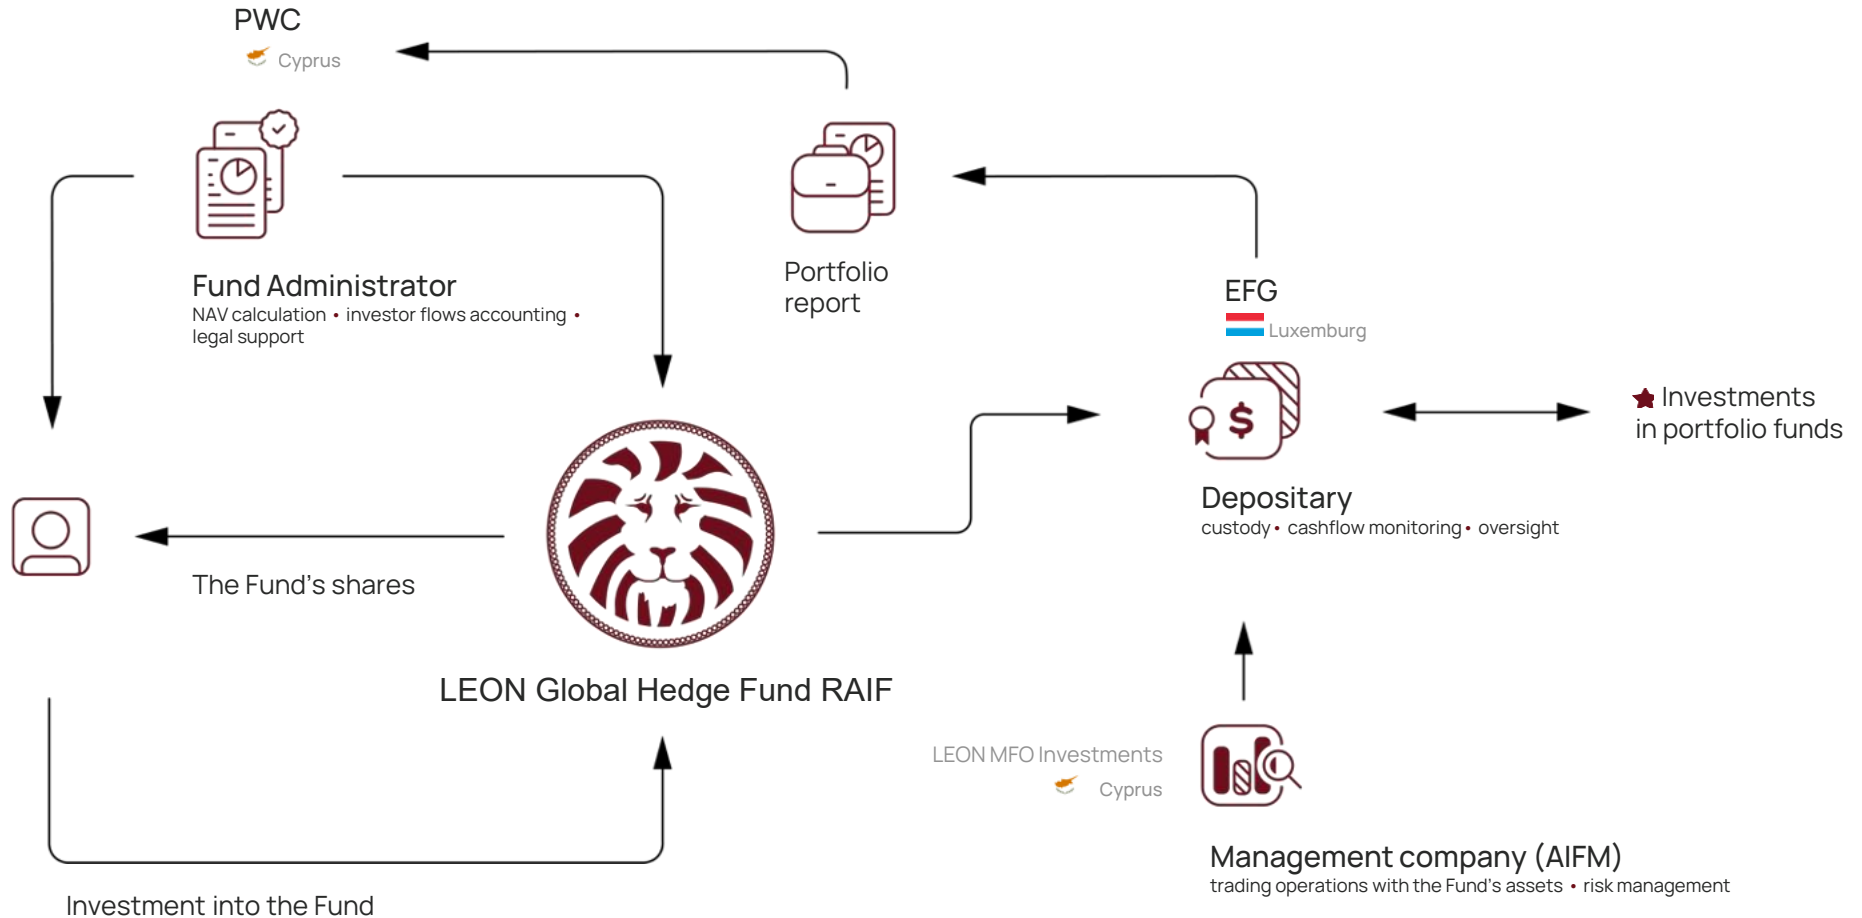 PWC
Cyprus
Fund Administrator
NAV calculation • investor flows accounting •
legal support
Portfolio
report
EFG
Luxemburg
Investments
in portfolio funds
$
Depositary
custody • cashflow monitoring • oversight
The Fund's shares
LEON Global Hedge Fund RAIF
LEON MFO Investments
Cyprus
Management company (AIFM)
trading operations with the Fund's assets • risk management
Investment into the Fund